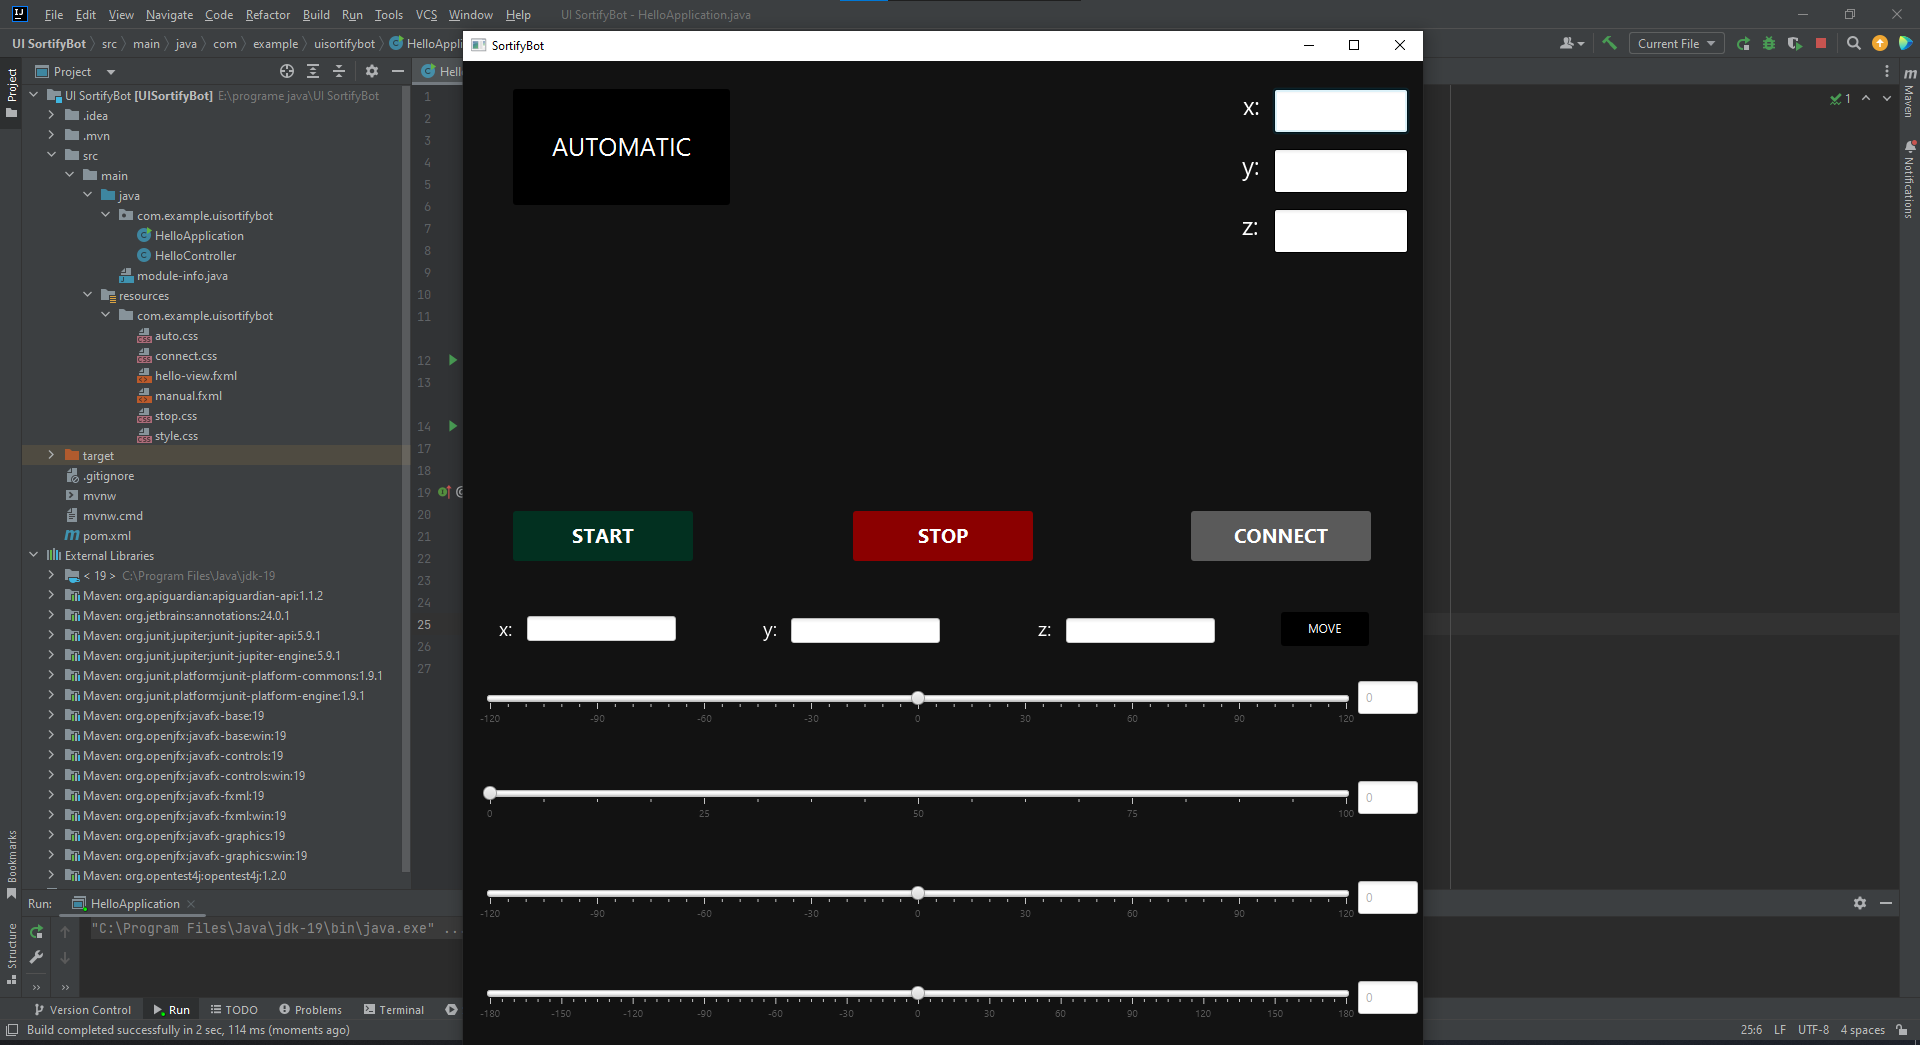 File Edit View Navigate Code Refactor Build Run Tools VCS Window Help UI SortifyBot - HelloApplication.java
UI SortifyBot src main java com example uisortifybot
Current File
Project
Project
UI SortifyBot [UISortifyBot] E:\programe java\UI SortifyBot
.idea
.mvn
src
main
java
com.example.uisortifybot
HelloApplication
HelloController
module-info.java
resources
com.example.uisortifybot
auto.css
connect.css
hello-view.fxml
manual.fxml
stop.css
style.css
target
.gitignore
mvnw
mvnw.cmd
pom.xml
External Libraries
< 19 > C:\Program Files\Java\jdk-19
Maven: org.apiguardian:apiguardian-api:1.1.2
Maven: org.jetbrains:annotations:24.0.1
Maven: org.junit.jupiter:junit-jupiter-api:5.9.1
Maven: org.junit.jupiter:junit-jupiter-engine:5.9.1
Maven: org.junit.platform:junit-platform-commons:1.9.1
Maven: org.junit.platform:junit-platform-engine:1.9.1
Maven: org.openjfx:javafx-base:19
Maven: org.openjfx:javafx-base:win:19
Maven: org.openjfx:javafx-controls:19
Maven: org.openjfx:javafx-controls:win:19
Maven: org.openjfx:javafx-fxml:19
Maven: org.openjfx:javafx-fxml:win:19
Maven: org.openjfx:javafx-graphics:19
Maven: org.openjfx:javafx-graphics:win:19
Maven: org.opentest4j:opentest4j:1.2.0
1
2
3
4
5
6
7
8
9
10
11
12
13
14
17
18
19
20
21
22
23
24
25
26
27
SortifyBot
AUTOMATIC
x:
y:
z:
START STOP CONNECT
x: y: z: MOVE
0
-120 -90 -60 -30 0 30 60 90 120
0
0 25 50 75 100
0
-120 -90 -60 -30 0 30 60 90 120
0
-180 -150 -120 -90 -60 -30 0 30 60 90 120 150 180
1
Maven
Notifications
Bookmarks
Structure
Run: HelloApplication
"C:\Program Files\Java\jdk-19\bin\java.exe" ...
Version Control Run TODO Problems Terminal
Build completed successfully in 2 sec, 114 ms (moments ago)
25:6 LF UTF-8 4 spaces